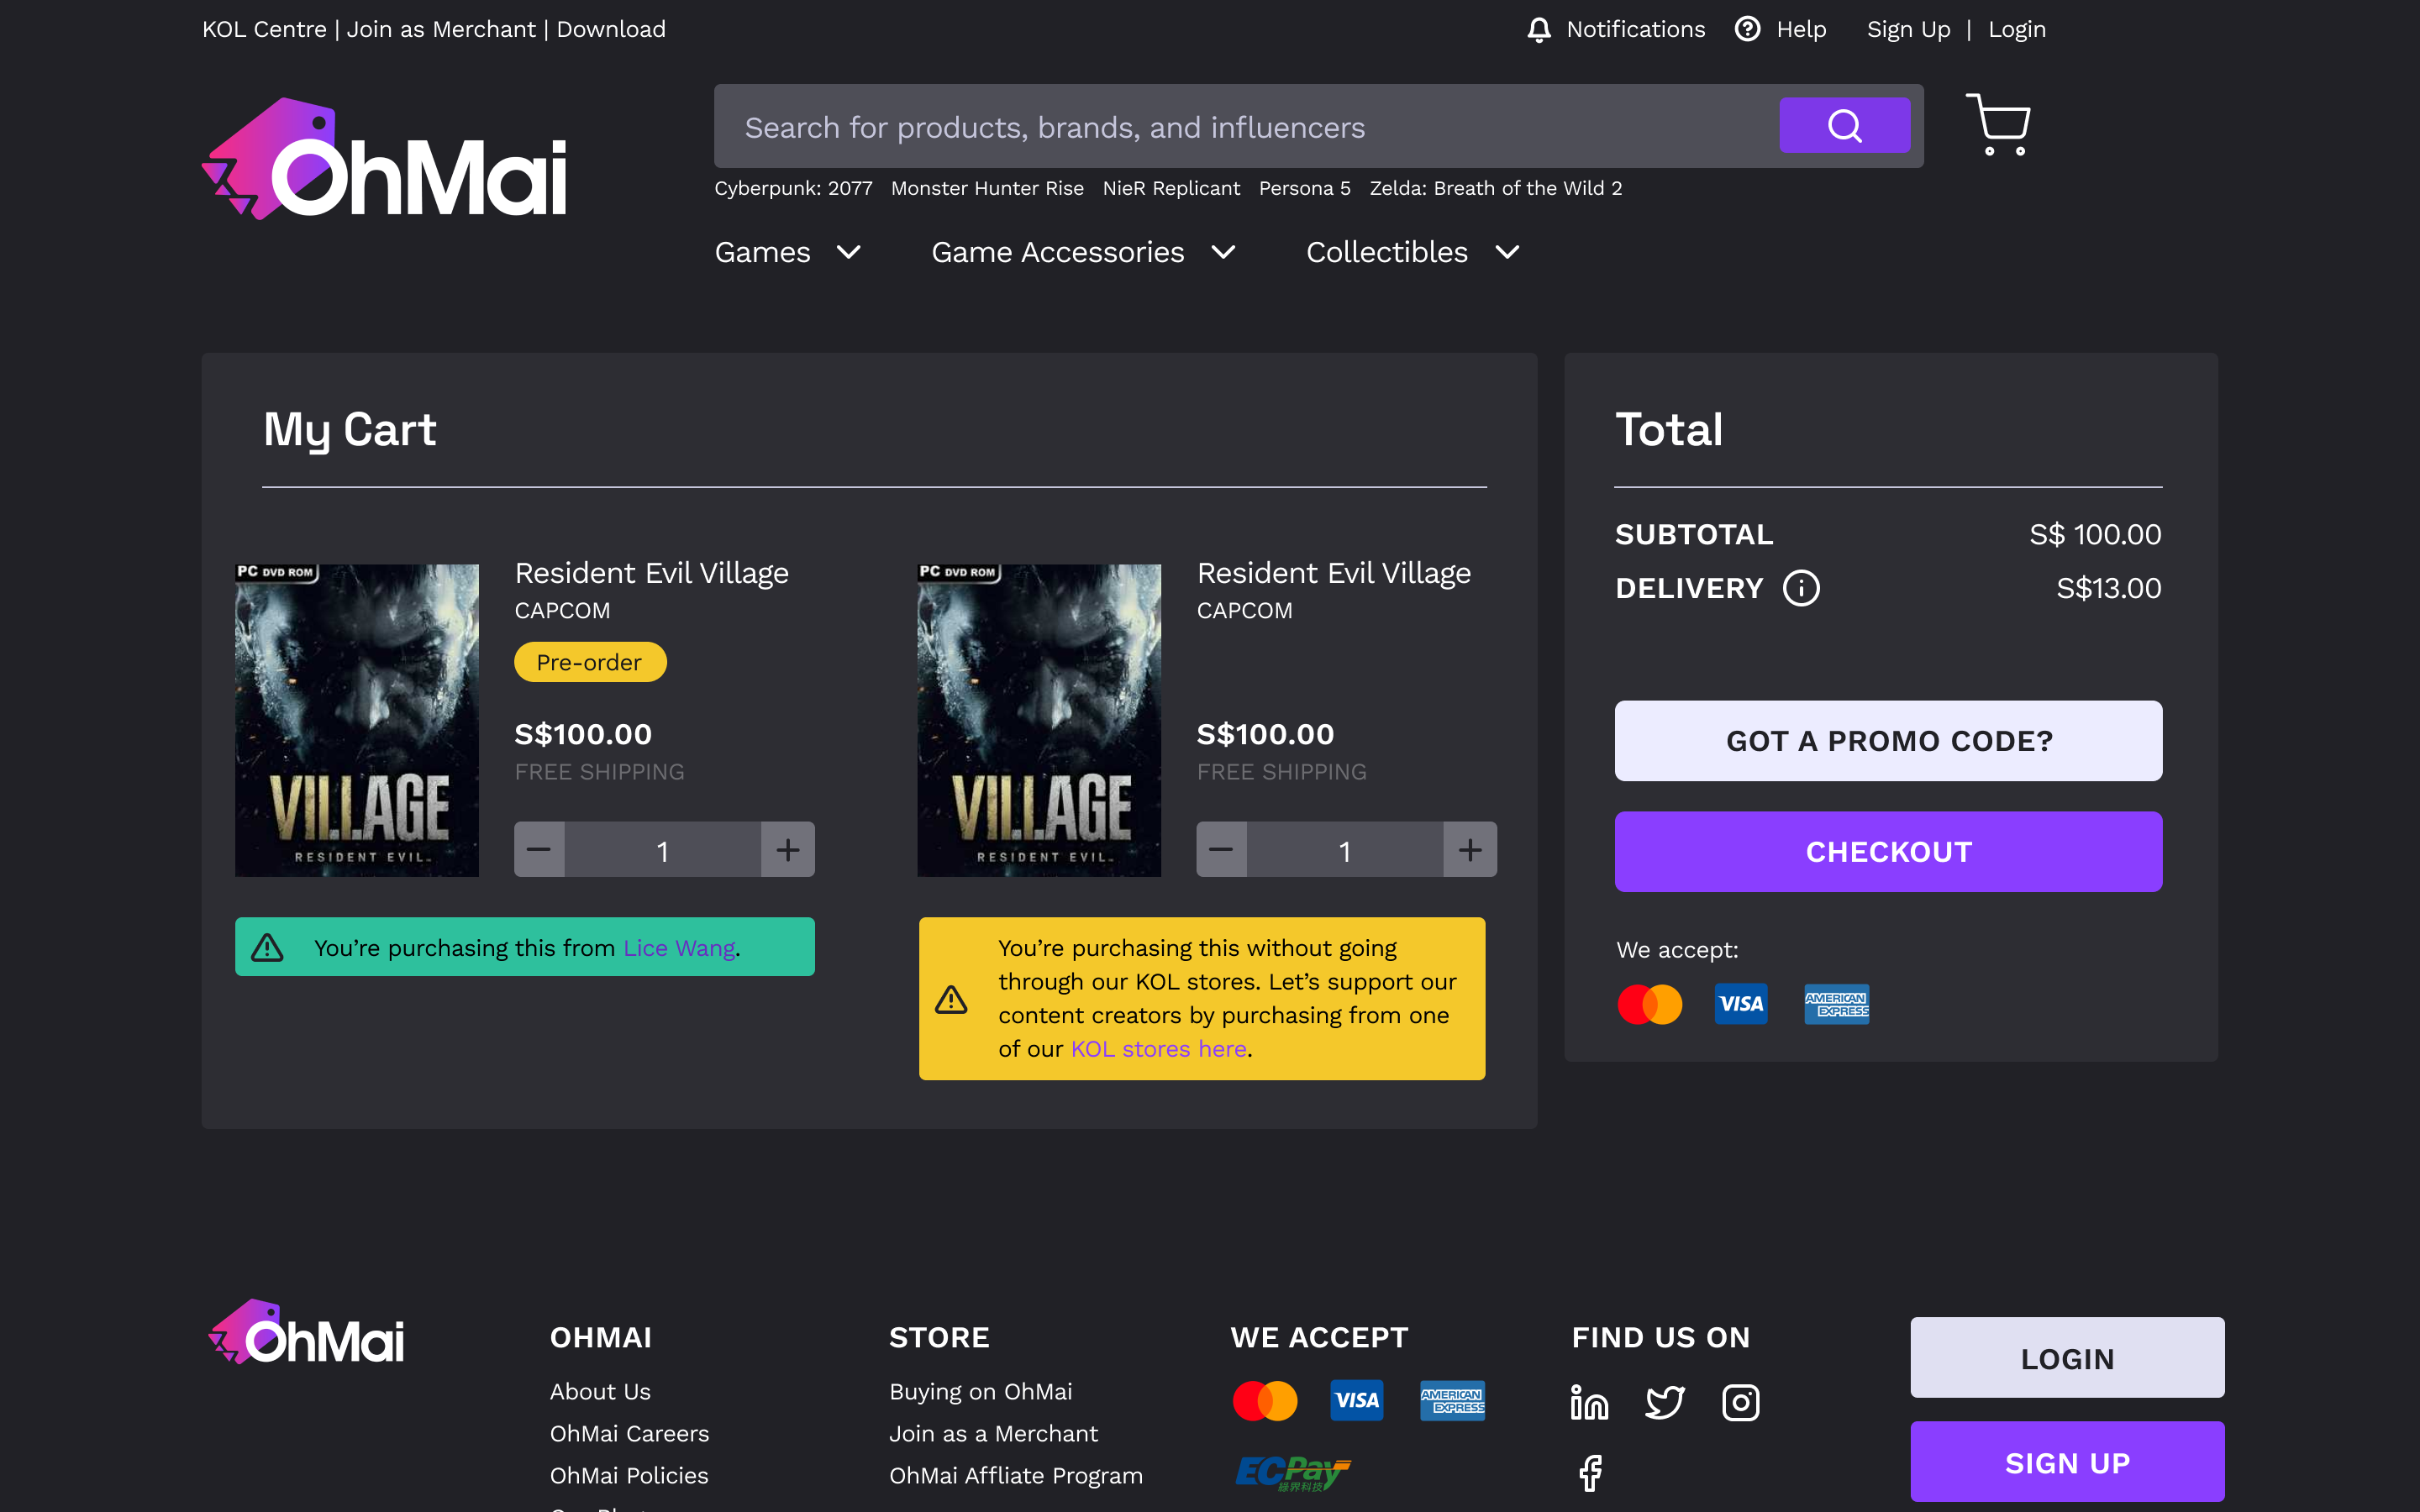 KOL Centre | Join as Merchant | Download
Notifications
Help
Sign Up | Login
OhMai
Search for products, brands, and influencers
Cyberpunk: 2077 Monster Hunter Rise NieR Replicant Persona 5 Zelda: Breath of the Wild 2
Games
Game Accessories
Collectibles
My Cart
PC DVD ROM
VILLAGE
RESIDENT EVIL
Resident Evil Village
CAPCOM
Pre-order
S$100.00
FREE SHIPPING
1
You're purchasing this from Lice Wang.
PC DVD ROM
VILLAGE
RESIDENT EVIL
Resident Evil Village
CAPCOM
S$100.00
FREE SHIPPING
1
You're purchasing this without going
through our KOL stores. Let's support our
content creators by purchasing from one
of our KOL stores here.
Total
SUBTOTAL S$ 100.00
DELIVERY S$13.00
GOT A PROMO CODE?
CHECKOUT
We accept:
VISA
AMERICAN
EXPRESS
OhMai
OHMAI
About Us
OhMai Careers
OhMai Policies
STORE
Buying on OhMai
Join as a Merchant
OhMai Affliate Program
WE ACCEPT
VISA
AMERICAN
EXPRESS
ECPay
綠界科技
FIND US ON
LOGIN
SIGN UP